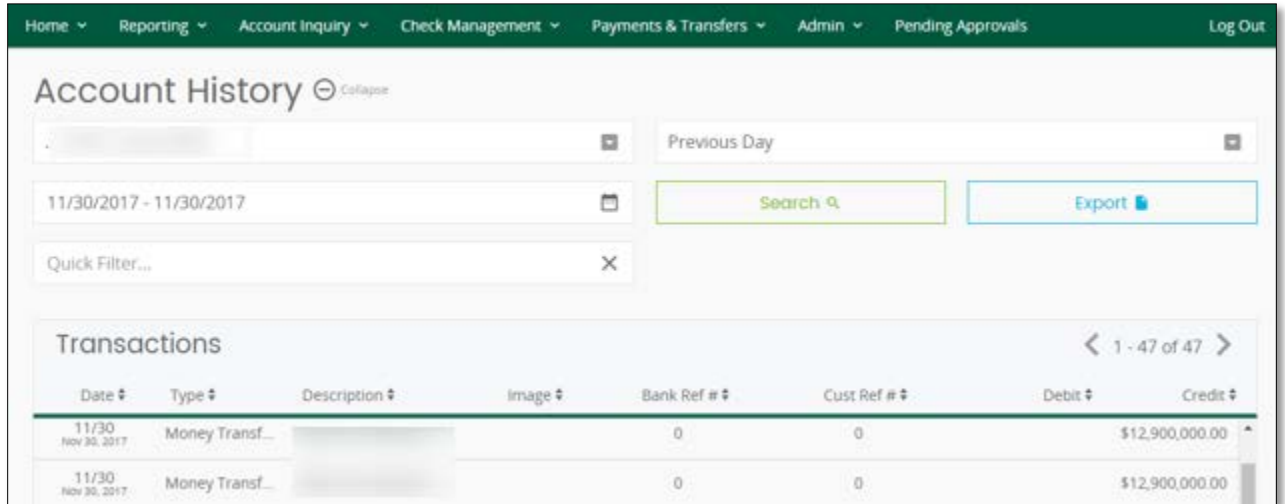 Home Reporting Account Inquiry Check Management Payments & Transfers Admin Pending Approvals Log Out
Account History Collapse
Previous Day
11/30/2017 - 11/30/2017 Search Export
Quick Filter...
Transactions 1 - 47 of 47
Date Type Description Image Bank Ref # Cust Ref # Debit Credit
11/30 Money Transf... 0 0 $12,900,000.00
Nov 30, 2017
11/30 Money Transf... 0 0 $12,900,000.00
Nov 30, 2017